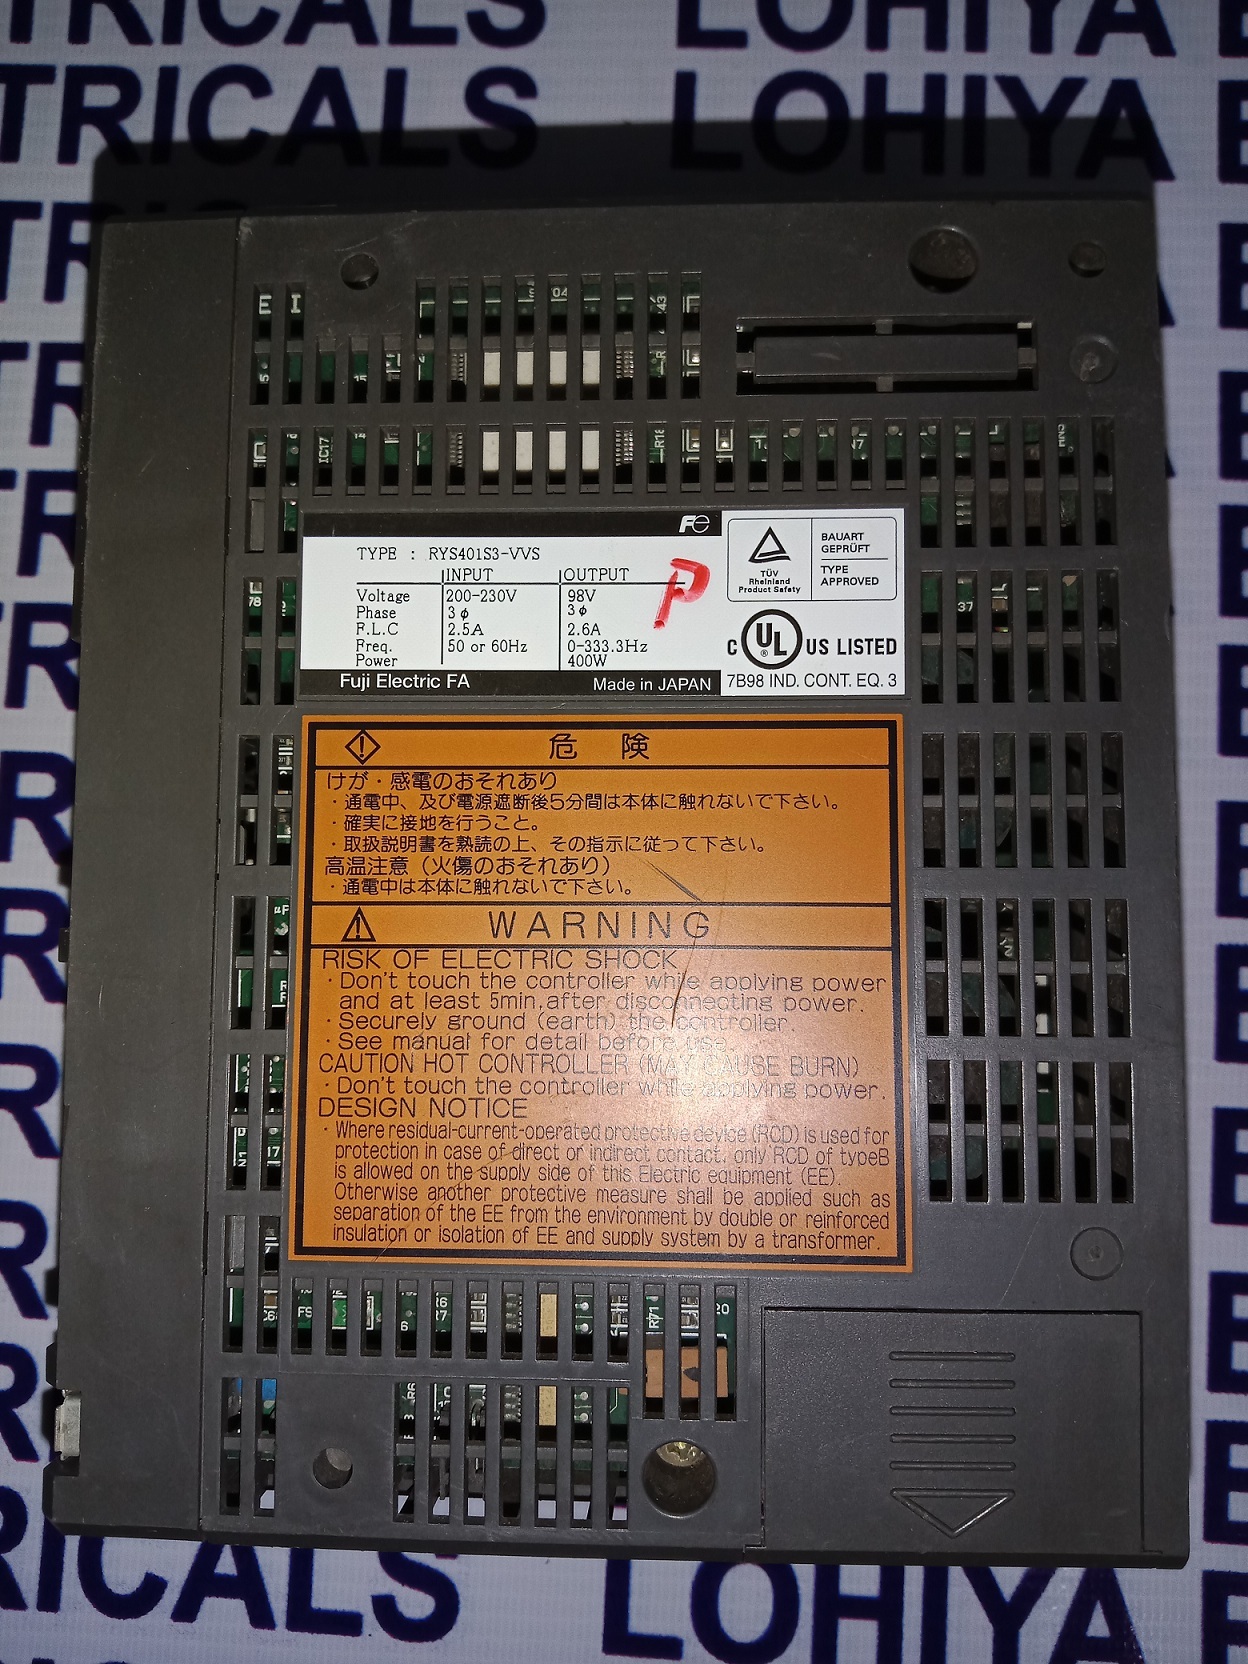 TRICALS LOHIYA E
TRICALS LOHIYA
E I
TYPE : RYS401S3-VVS
INPUT OUTPUT
Voltage 200-230V 98V
Phase 3ϕ 3ϕ
F.L.C 2.5A 2.6A
Freq. 50 or 60Hz 0-333.3Hz
Power 400W
Fuji Electric FA Made in JAPAN
P
TÜV
Rheinland
Product Safety
BAUART
GEPRÜFT
TYPE
APPROVED
C UL ® US LISTED
7B98 IND. CONT. EQ. 3
危 険
けが・感電のおそれあり
・通電中、及び電源遮断後5分間は本体に触れないで下さい。
・確実に接地を行うこと。
・取扱説明書を熟読の上、その指示に従って下さい。
高温注意（火傷のおそれあり）
・通電中は本体に触れないで下さい。
WARNING
RISK OF ELECTRIC SHOCK
・Don't touch the controller while applying power
and at least 5min.after disconnecting power.
・Securely ground (earth) the controller.
・See manual for detail before use.
CAUTION HOT CONTROLLER (MAY CAUSE BURN)
・Don't touch the controller while applying power.
DESIGN NOTICE
・Where residual-current-operated protective device (RCD) is used for
protection in case of direct or indirect contact, only RCD of typeB
is allowed on the supply side of this Electric equipment (EE).
Otherwise another protective measure shall be applied such as
separation of the EE from the environment by double or reinforced
insulation or isolation of EE and supply system by a transformer.
RICALS LOHIYA E
LOHIYA